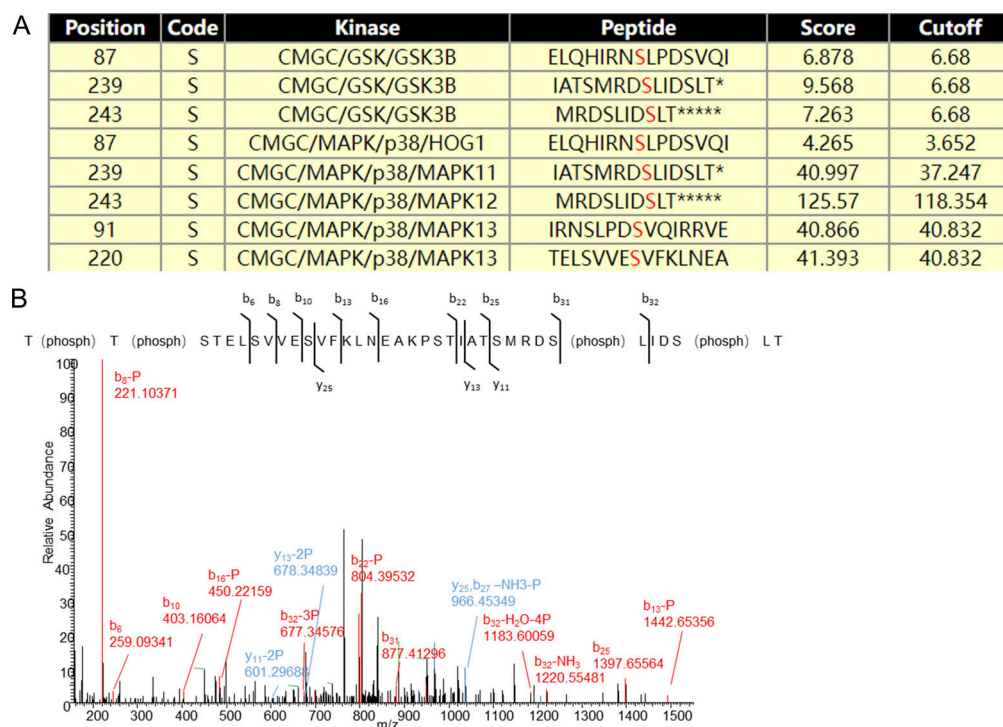 A
Position Code Kinase Peptide Score Cutoff
87 S CMGC/GSK/GSK3B ELQHIRNSLPDSVQI 6.878 6.68
239 S CMGC/GSK/GSK3B IATSMRDSLIDSLT* 9.568 6.68
243 S CMGC/GSK/GSK3B MRDSLIDSLT***** 7.263 6.68
87 S CMGC/MAPK/p38/HOG1 ELQHIRNSLPDSVQI 4.265 3.652
239 S CMGC/MAPK/p38/MAPK11 IATSMRDSLIDSLT* 40.997 37.247
243 S CMGC/MAPK/p38/MAPK12 MRDSLIDSLT***** 125.57 118.354
91 S CMGC/MAPK/p38/MAPK13 IRNSLPDSVQIRRVE 40.866 40.832
220 S CMGC/MAPK/p38/MAPK13 TELSVVESVFKLNEA 41.393 40.832
B
b6 b8 b10 b13 b16 b22 b25 b31 b32
T (phosph) T (phosph) S T E L S V V E S V F K L N E A K P S T I A T S M R D S (phosph) L I D S (phosph) L T
y25 y13 y11
Relative Abundance
100
90
80
70
60
50
40
30
20
10
0
b8-P
221.10371
b6
259.09341
b10
403.16064
b16-P
450.22159
y11-2P
601.29688
y13-2P
678.34839
b32-3P
677.34576
b22-P
804.39532
b31
877.41296
y25,b27 –NH3-P
966.45349
b32-H2O-4P
1183.60059
b32-NH3
1220.55481
b25
1397.65564
b13-P
1442.65356
200 300 400 500 600 700 800 900 1000 1100 1200 1300 1400 1500
m/z